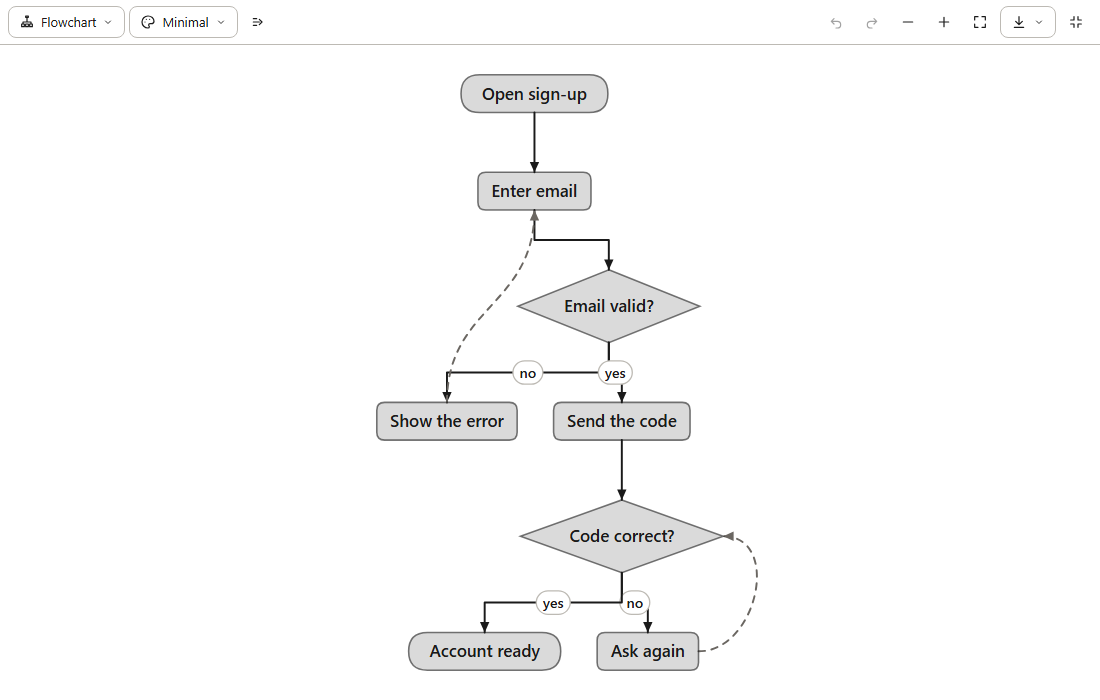 Flowchart
Minimal
Open sign-up
Enter email
Email valid?
no
yes
Show the error
Send the code
Code correct?
yes
no
Account ready
Ask again